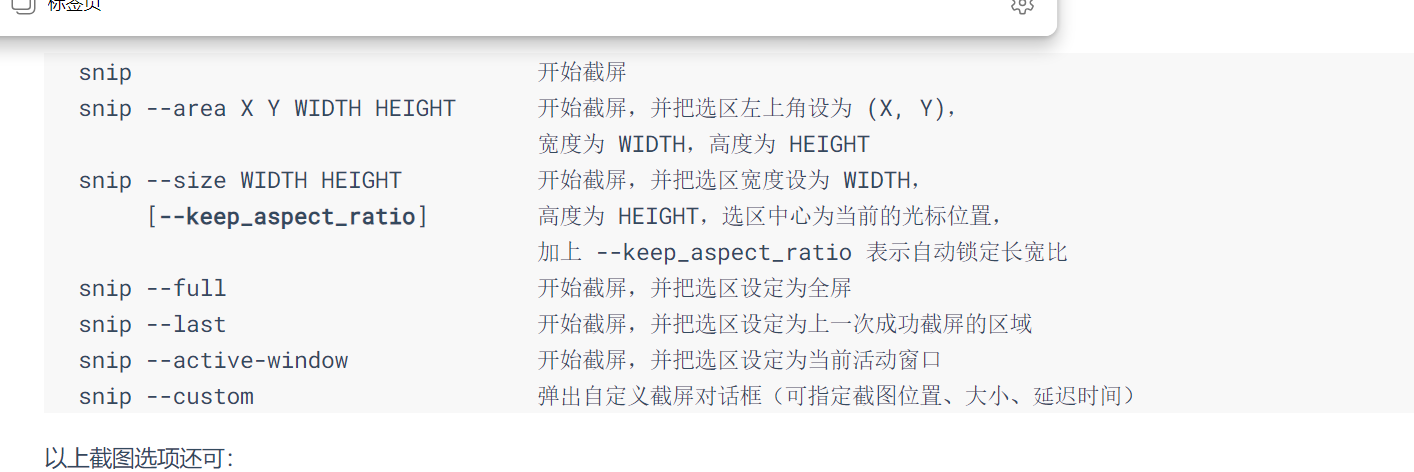 标签页
snip 开始截屏
snip --area X Y WIDTH HEIGHT 开始截屏，并把选区左上角设为 (X, Y)，
宽度为 WIDTH，高度为 HEIGHT
snip --size WIDTH HEIGHT 开始截屏，并把选区宽度设为 WIDTH，
[--keep_aspect_ratio] 高度为 HEIGHT，选区中心为当前的光标位置，
加上 --keep_aspect_ratio 表示自动锁定长宽比
snip --full 开始截屏，并把选区设定为全屏
snip --last 开始截屏，并把选区设定为上一次成功截屏的区域
snip --active-window 开始截屏，并把选区设定为当前活动窗口
snip --custom 弹出自定义截屏对话框（可指定截图位置、大小、延迟时间）
以上截图选项还可：